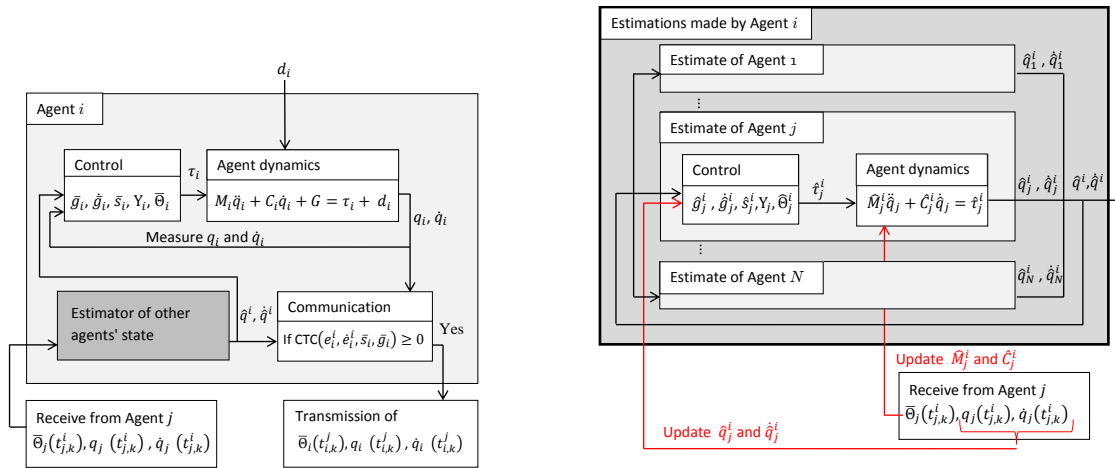 d_i
Agent i
Control
ḡ_i, ġ̄_i, s̄_i, Y_i, Θ̄_i
τ_i
Agent dynamics
M_i q̈_i + C_i q̇_i + G = τ_i + d_i
q_i, q̇_i
Measure q_i and q̇_i
Estimator of other
agents' state
q̂^i, q̂̇^i
Communication
If CTC(e_i^i, ė_i^i, s̄_i, ḡ_i) ≥ 0
Yes
Receive from Agent j
Θ̄_j(t_{j,k}^i), q_j (t_{j,k}^i) , q̇_j (t_{j,k}^i)
Transmission of
Θ̄_i(t_{i,k}^j), q_i (t_{i,k}^j) , q̇_i (t_{i,k}^j)
Estimations made by Agent i
Estimate of Agent 1
q̂_1^i , q̂̇_1^i
⋮
Estimate of Agent j
Control
ĝ_j^i , ĝ̇_j^i, ŝ_j^i, Y_j, Θ̂_j^i
τ̂_j^i
Agent dynamics
M̂_j^i q̂̈_j + Ĉ_j^i q̂̇_j = τ̂_j^i
q̂_j^i , q̂̇_j^i
q̂^i, q̂̇^i
⋮
Estimate of Agent N
q̂_N^i , q̂̇_N^i
Update M̂_j^i and Ĉ_j^i
Receive from Agent j
Θ̄_j(t_{j,k}^i), q_j(t_{j,k}^i), q̇_j(t_{j,k}^i)
Update q̂_j^i and q̂̇_j^i